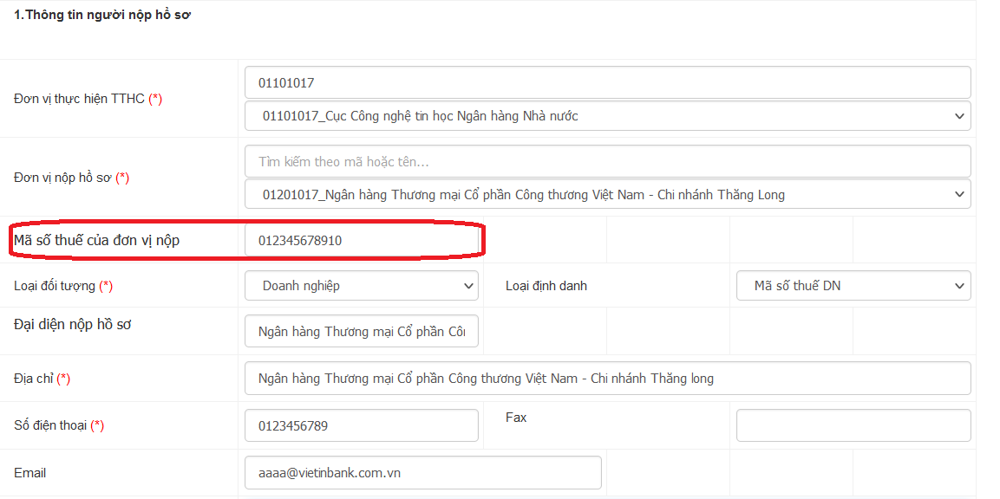 1.Thông tin người nộp hồ sơ
Đơn vị thực hiện TTHC (*)
01101017
01101017_Cục Công nghệ tin học Ngân hàng Nhà nước
Đơn vị nộp hồ sơ (*)
Tìm kiếm theo mã hoặc tên...
01201017_Ngân hàng Thương mại Cổ phần Công thương Việt Nam - Chi nhánh Thăng Long
Mã số thuế của đơn vị nộp
012345678910
Loại đối tượng (*)
Doanh nghiệp
Loại định danh
Mã số thuế DN
Đại diện nộp hồ sơ
Ngân hàng Thương mại Cổ phần Côn
Địa chỉ (*)
Ngân hàng Thương mại Cổ phần Công thương Việt Nam - Chi nhánh Thăng long
Số điện thoại (*)
0123456789
Fax
Email
aaaa@vietinbank.com.vn